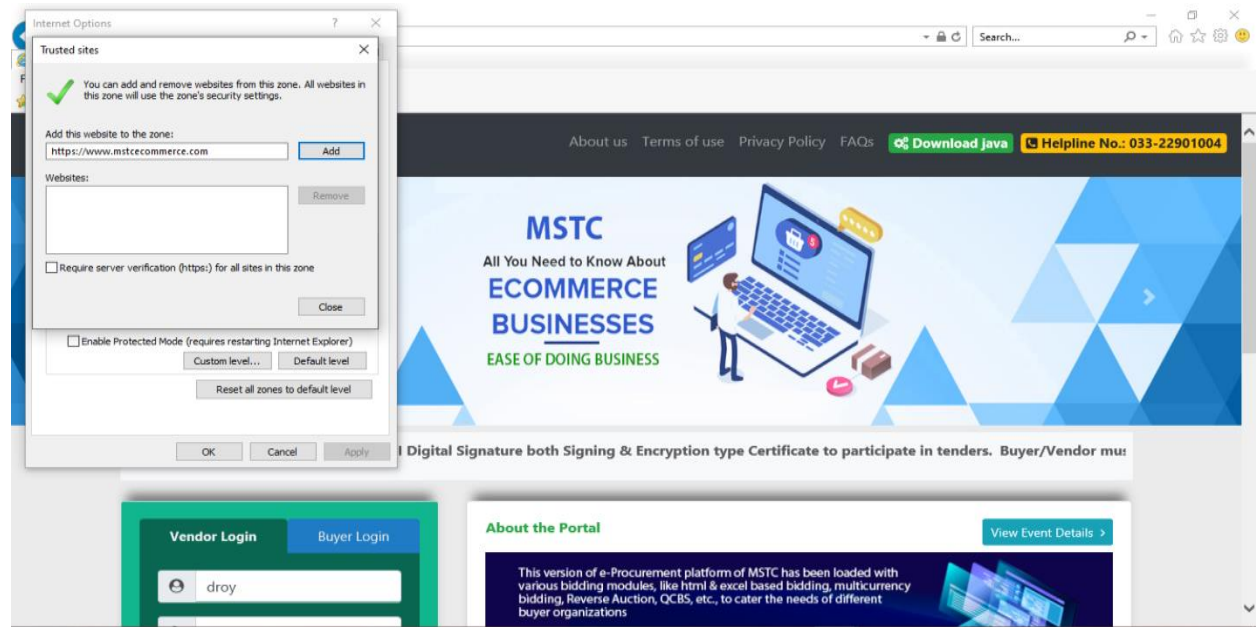 Internet Options
?
Trusted sites
You can add and remove websites from this zone. All websites in
this zone will use the zone's security settings.
Add this website to the zone:
https://www.mstcecommerce.com
Add
Websites:
Remove
Require server verification (https:) for all sites in this zone
Close
Enable Protected Mode (requires restarting Internet Explorer)
Custom level...
Default level
Reset all zones to default level
OK
Cancel
Apply
Search...
About us
Terms of use
Privacy Policy
FAQs
Download Java
Helpline No.: 033-22901004
MSTC
All You Need to Know About
ECOMMERCE
BUSINESSES
EASE OF DOING BUSINESS
Digital Signature both Signing & Encryption type Certificate to participate in tenders. Buyer/Vendor
Vendor Login
Buyer Login
droy
About the Portal
View Event Details
This version of e-Procurement platform of MSTC has been loaded with
various bidding modules, like html & excel based bidding, multicurrency
bidding, Reverse Auction, QCBS, etc., to cater the needs of different
buyer organizations